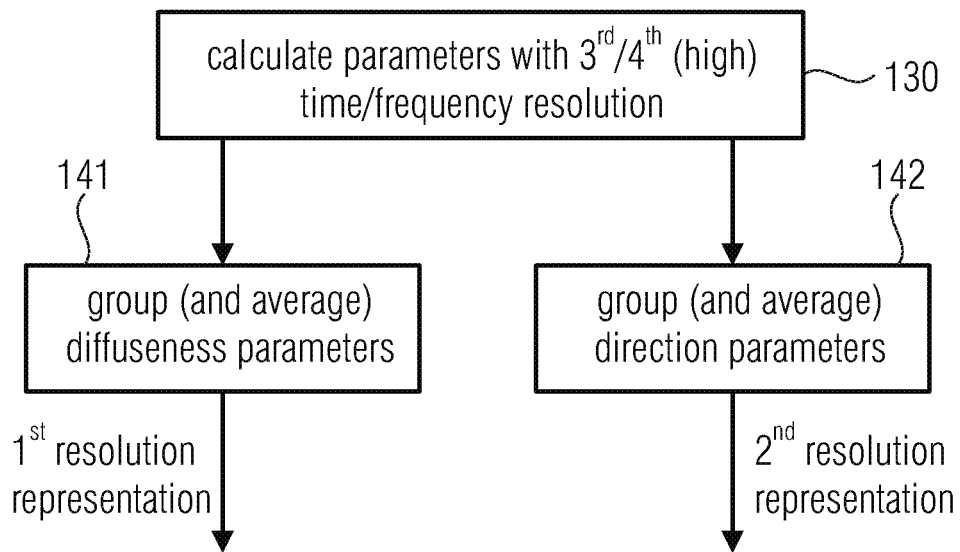 calculate parameters with 3rd/4th (high)
time/frequency resolution
130
141
142
group (and average)
diffuseness parameters
group (and average)
direction parameters
1st resolution
representation
2nd resolution
representation